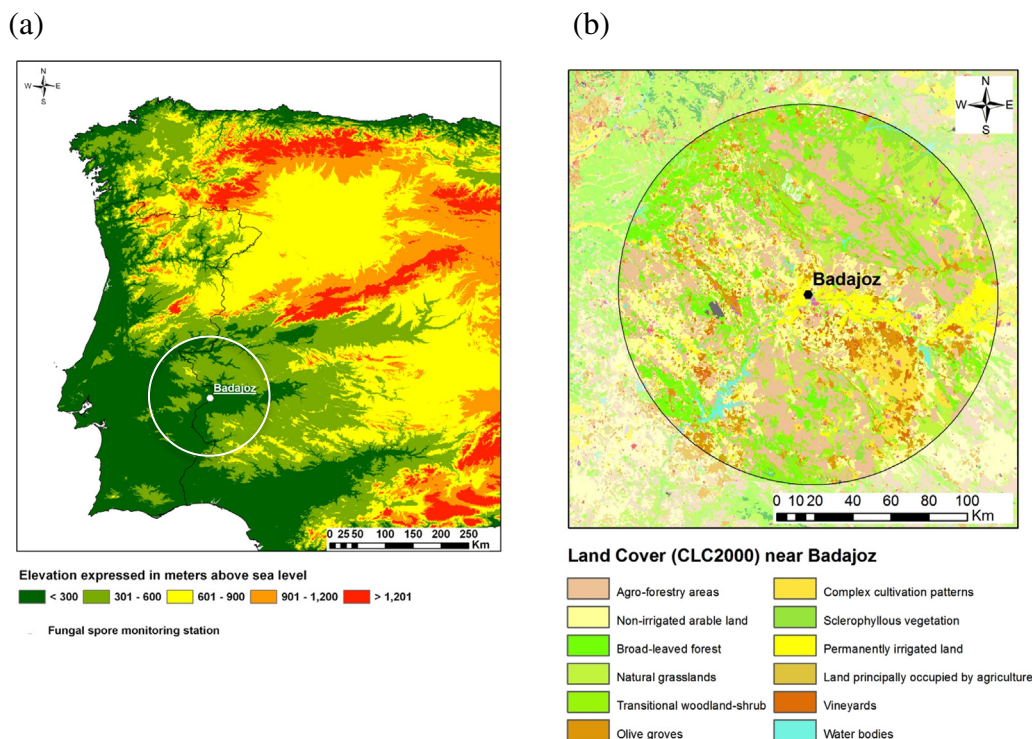 (a)
(b)
N
W E
S
Badajoz
0 25 50 100 150 200 250
Km
Elevation expressed in meters above sea level
< 300 301 - 600 601 - 900 901 - 1,200 > 1,201
Fungal spore monitoring station
N
W E
S
Badajoz
0 10 20 40 60 80 100
Km
Land Cover (CLC2000) near Badajoz
Agro-forestry areas
Non-irrigated arable land
Broad-leaved forest
Natural grasslands
Transitional woodland-shrub
Olive groves
Complex cultivation patterns
Sclerophyllous vegetation
Permanently irrigated land
Land principally occupied by agriculture
Vineyards
Water bodies